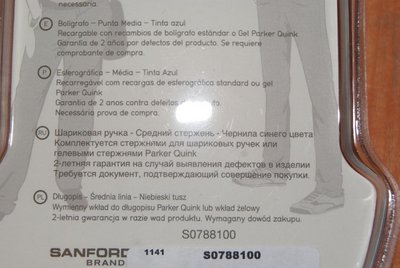 necessária.
E Bolígrafo - Punta Media - Tinta azul
Recargable con recambios de bolígrafo estándar o Gel Parker Quink
Garantía de 2 años por defectos del producto. Se requiere
comprobante de compra.
P Esferográfica - Média - Tinta Azul
Recarregável com recargas de esferográfica standard ou gel
Parker Quink
Garantia de 2 anos contra defeitos de fabrico.
Necessária prova de compra.
RU Шариковая ручка - Средний стержень - Чернила синего цвета
Комплектуется стержнями для шариковых ручек или
гелевыми стержнями Parker Quink
2-летняя гарантия на случай выявления дефектов в изделии
Требуется документ, подтверждающий совершение покупки.
PL Długopis - Średnia linia - Niebieski tusz
Wymienny wkład do długopisu Parker Quink lub wkład żelowy
2-letnia gwarancja w razie wad produktu. Wymagany dowód zakupu.
S0788100
SANFORD 1141 S0788100
BRAND